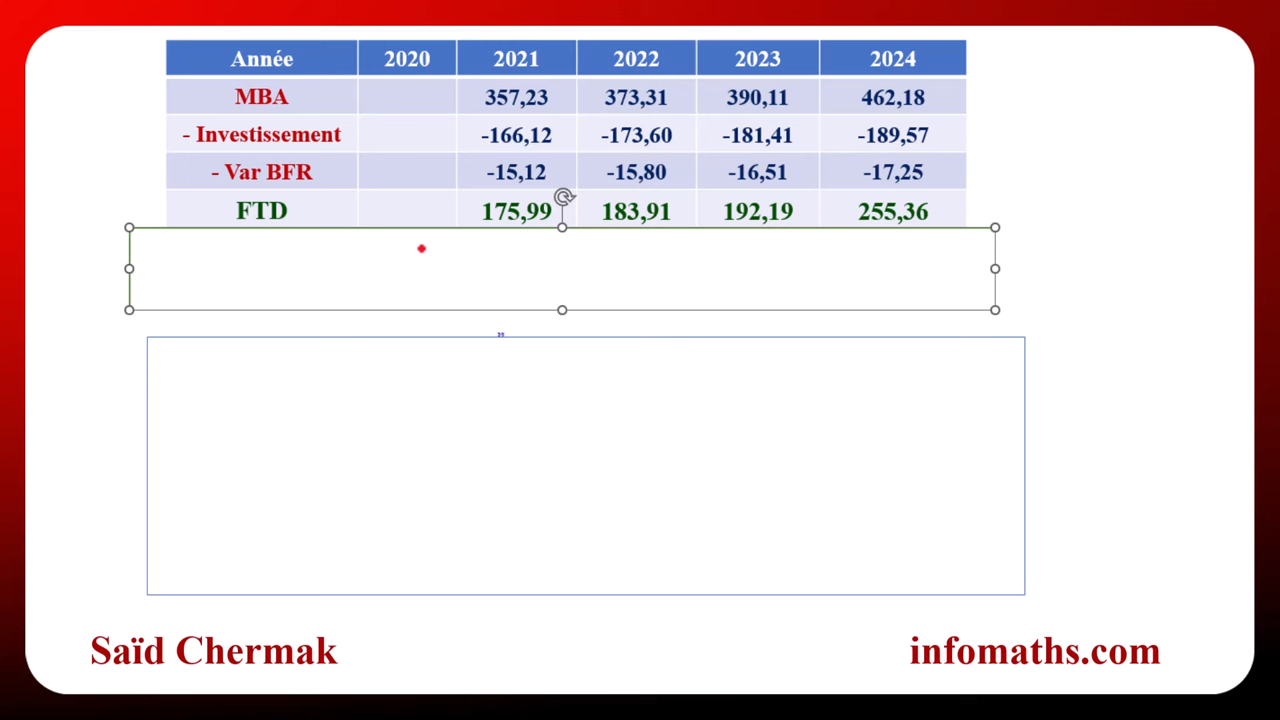 Année 2020 2021 2022 2023 2024
MBA 357,23 373,31 390,11 462,18
- Investissement -166,12 -173,60 -181,41 -189,57
- Var BFR -15,12 -15,80 -16,51 -17,25
FTD 175,99 183,91 192,19 255,36
Saïd Chermak infomaths.com